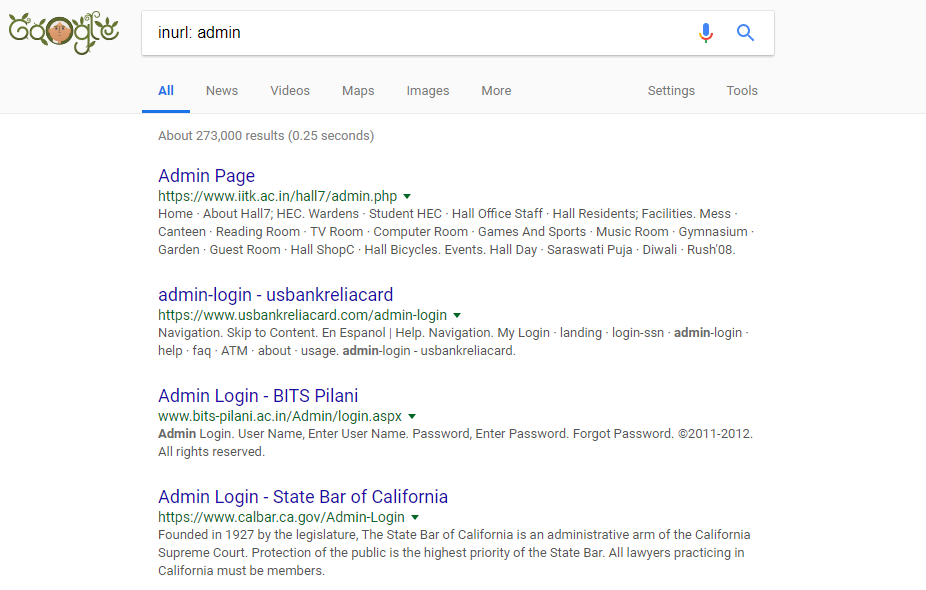 Google
inurl: admin
All News Videos Maps Images More Settings Tools
About 273,000 results (0.25 seconds)
Admin Page
https://www.iitk.ac.in/hall7/admin.php
Home · About Hall7; HEC. Wardens · Student HEC · Hall Office Staff · Hall Residents; Facilities. Mess ·
Canteen · Reading Room · TV Room · Computer Room · Games And Sports · Music Room · Gymnasium ·
Garden · Guest Room · Hall ShopC · Hall Bicycles. Events. Hall Day · Saraswati Puja · Diwali · Rush'08.
admin-login - usbankreliacard
https://www.usbankreliacard.com/admin-login
Navigation. Skip to Content. En Espanol | Help. Navigation. My Login · landing · login-ssn · admin-login ·
help · faq · ATM · about · usage. admin-login - usbankreliacard.
Admin Login - BITS Pilani
www.bits-pilani.ac.in/Admin/login.aspx
Admin Login. User Name, Enter User Name. Password, Enter Password. Forgot Password. ©2011-2012.
All rights reserved.
Admin Login - State Bar of California
https://www.calbar.ca.gov/Admin-Login
Founded in 1927 by the legislature, The State Bar of California is an administrative arm of the California
Supreme Court. Protection of the public is the highest priority of the State Bar. All lawyers practicing in
California must be members.